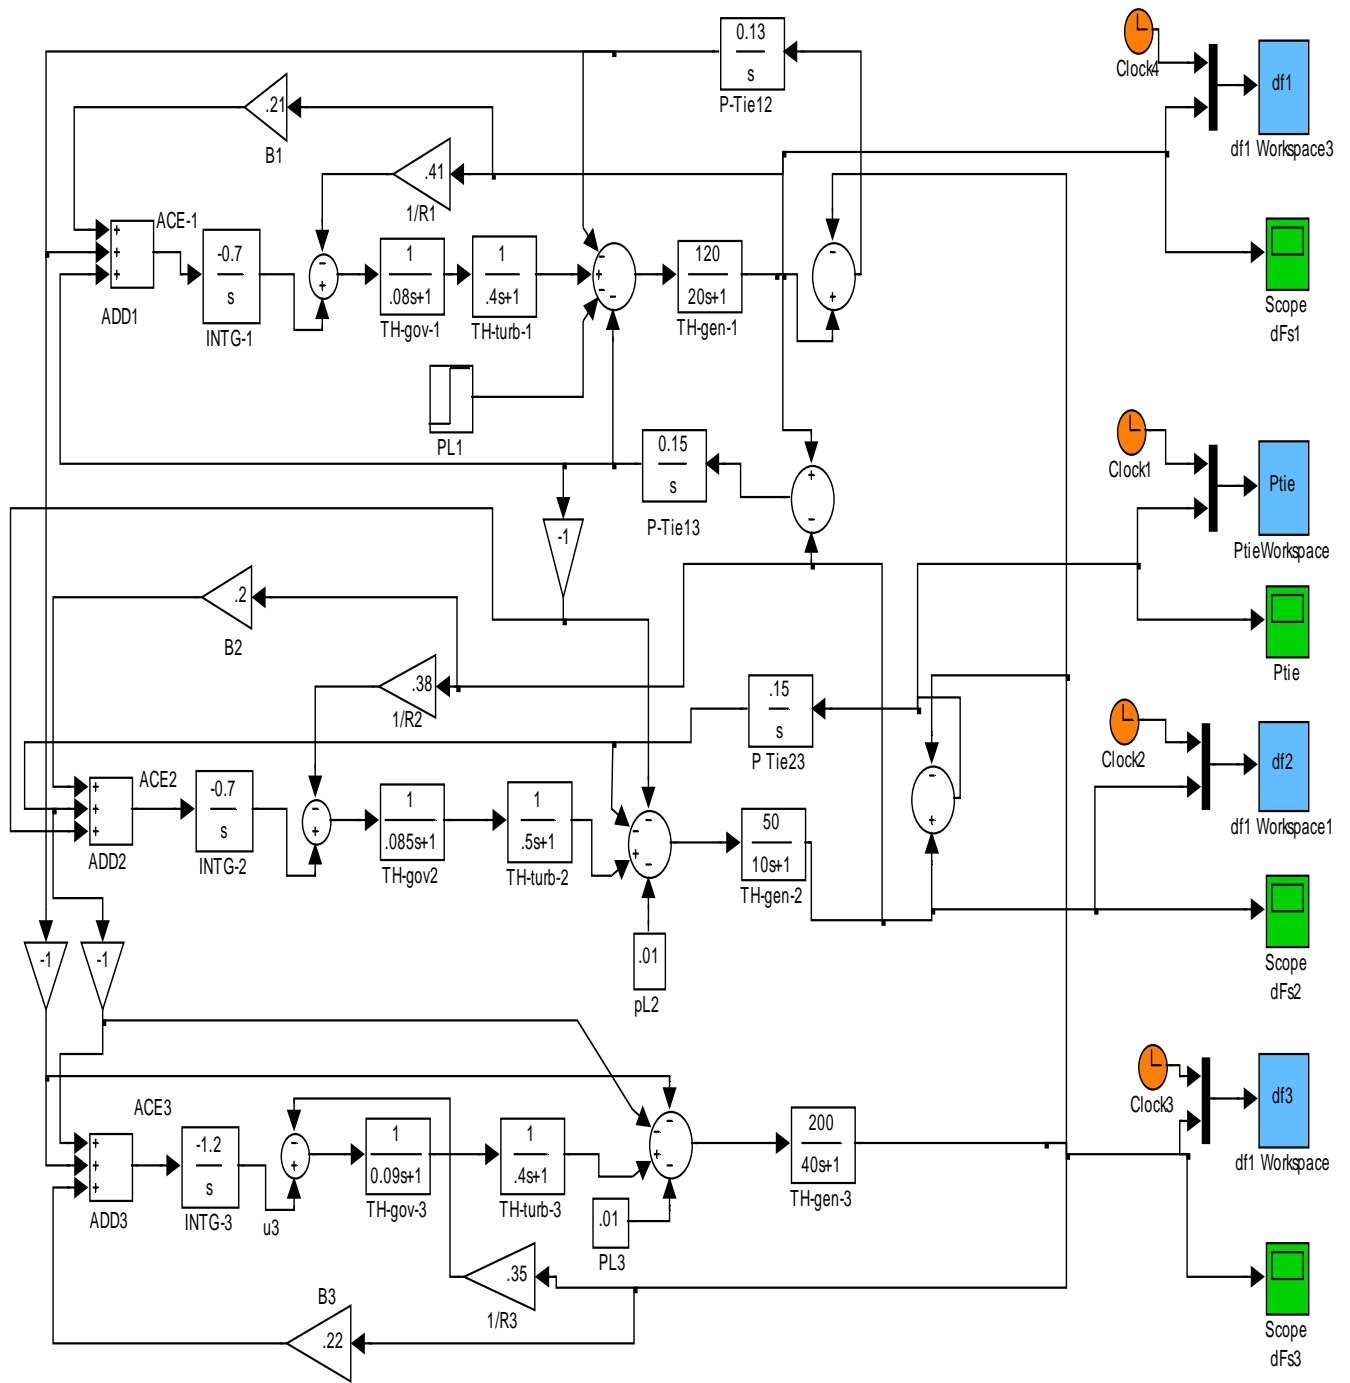 0.13
s
P-Tie12
Clock4
df1
df1 Workspace3
.21
B1
.41
1/R1
ACE-1
+
+
+
ADD1
-0.7
s
INTG-1
-
+
1
.08s+1
TH-gov-1
1
.4s+1
TH-turb-1
-
+
-
-
120
20s+1
TH-gen-1
-
+
Scope
dFs1
PL1
0.15
s
P-Tie13
+
-
Clock1
Ptie
PtieWorkspace
-1
.2
B2
.38
1/R2
.15
s
P Tie23
Ptie
Clock2
df2
df1 Workspace1
ACE2
+
+
+
ADD2
-0.7
s
INTG-2
-
+
1
.085s+1
TH-gov2
1
.5s+1
TH-turb-2
-
-
+
-
50
10s+1
TH-gen-2
-
+
Scope
dFs2
-1
-1
.01
pL2
ACE3
+
+
+
ADD3
-1.2
s
INTG-3
u3
-
+
1
0.09s+1
TH-gov-3
1
.4s+1
TH-turb-3
-
-
+
-
.01
PL3
200
40s+1
TH-gen-3
Clock3
df3
df1 Workspace
.35
1/R3
B3
.22
Scope
dFs3